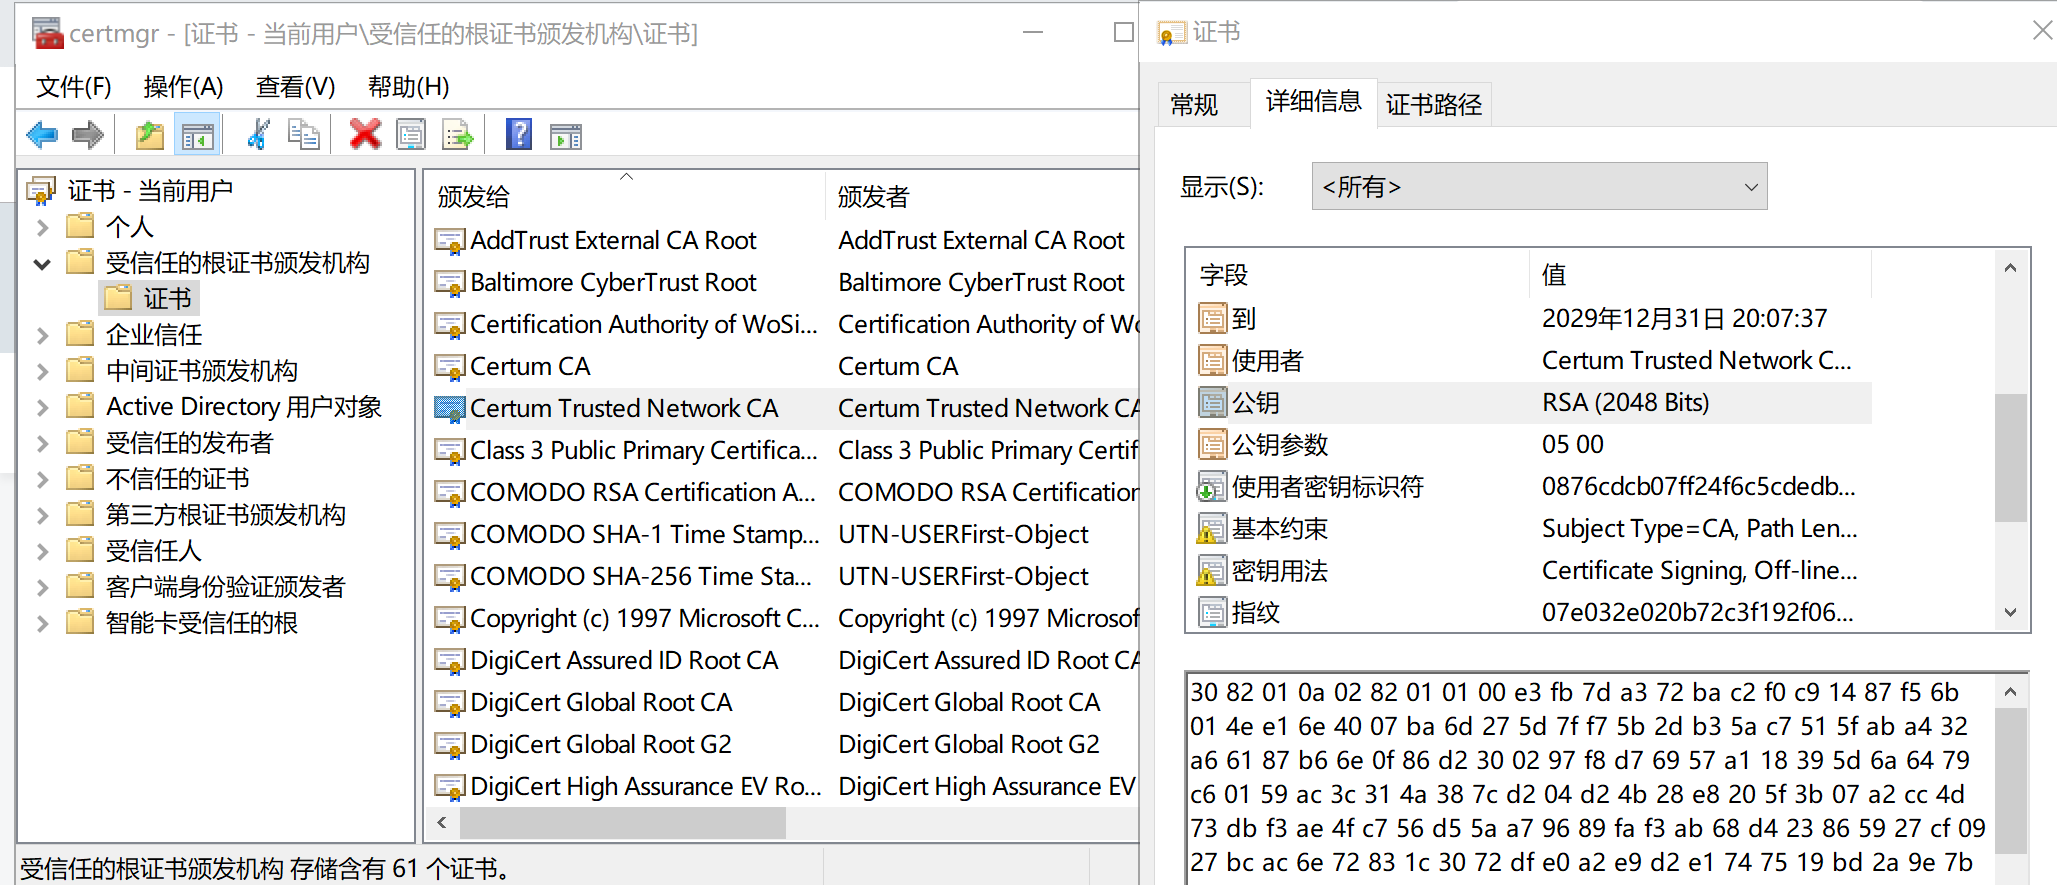 certmgr - [证书 - 当前用户\受信任的根证书颁发机构\证书]
文件(F) 操作(A) 查看(V) 帮助(H)
证书 - 当前用户
个人
受信任的根证书颁发机构
证书
企业信任
中间证书颁发机构
Active Directory 用户对象
受信任的发布者
不信任的证书
第三方根证书颁发机构
受信任人
客户端身份验证颁发者
智能卡受信任的根
颁发给 颁发者
AddTrust External CA Root AddTrust External CA Root
Baltimore CyberTrust Root Baltimore CyberTrust Root
Certification Authority of WoSi... Certification Authority of Wo
Certum CA Certum CA
Certum Trusted Network CA Certum Trusted Network CA
Class 3 Public Primary Certifica... Class 3 Public Primary Certif
COMODO RSA Certification A... COMODO RSA Certification
COMODO SHA-1 Time Stamp... UTN-USERFirst-Object
COMODO SHA-256 Time Sta... UTN-USERFirst-Object
Copyright (c) 1997 Microsoft C... Copyright (c) 1997 Microsof
DigiCert Assured ID Root CA DigiCert Assured ID Root CA
DigiCert Global Root CA DigiCert Global Root CA
DigiCert Global Root G2 DigiCert Global Root G2
DigiCert High Assurance EV Ro... DigiCert High Assurance EV
受信任的根证书颁发机构 存储含有 61 个证书。
证书
常规 详细信息 证书路径
显示(S): <所有>
字段 值
到 2029年12月31日 20:07:37
使用者 Certum Trusted Network C...
公钥 RSA (2048 Bits)
公钥参数 05 00
使用者密钥标识符 0876cdcb07ff24f6c5cdedb...
基本约束 Subject Type=CA, Path Len...
密钥用法 Certificate Signing, Off-line...
指纹 07e032e020b72c3f192f06...
30 82 01 0a 02 82 01 01 00 e3 fb 7d a3 72 ba c2 f0 c9 14 87 f5 6b
01 4e e1 6e 40 07 ba 6d 27 5d 7f f7 5b 2d b3 5a c7 51 5f ab a4 32
a6 61 87 b6 6e 0f 86 d2 30 02 97 f8 d7 69 57 a1 18 39 5d 6a 64 79
c6 01 59 ac 3c 31 4a 38 7c d2 04 d2 4b 28 e8 20 5f 3b 07 a2 cc 4d
73 db f3 ae 4f c7 56 d5 5a a7 96 89 fa f3 ab 68 d4 23 86 59 27 cf 09
27 bc ac 6e 72 83 1c 30 72 df e0 a2 e9 d2 e1 74 75 19 bd 2a 9e 7b